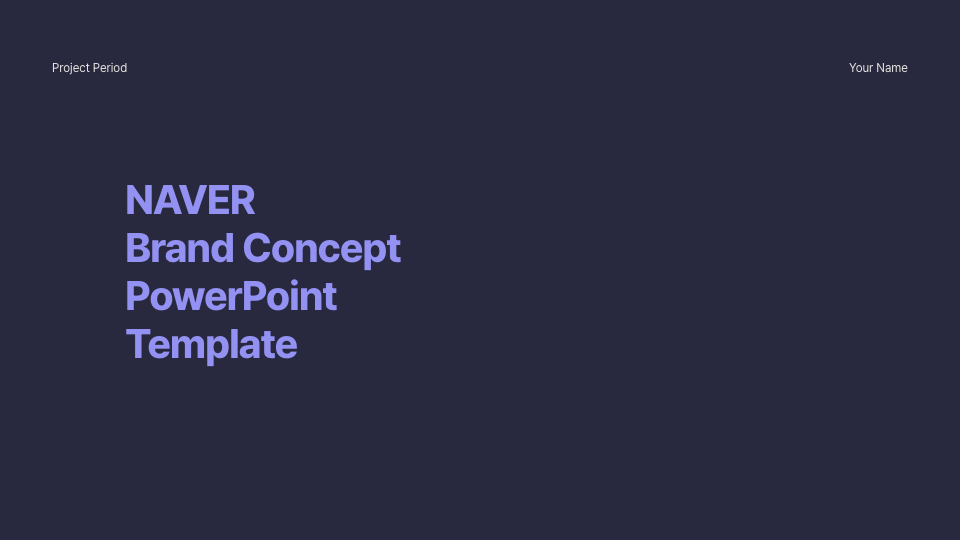 Project Period
Your Name
NAVER
Brand Concept
PowerPoint
Template